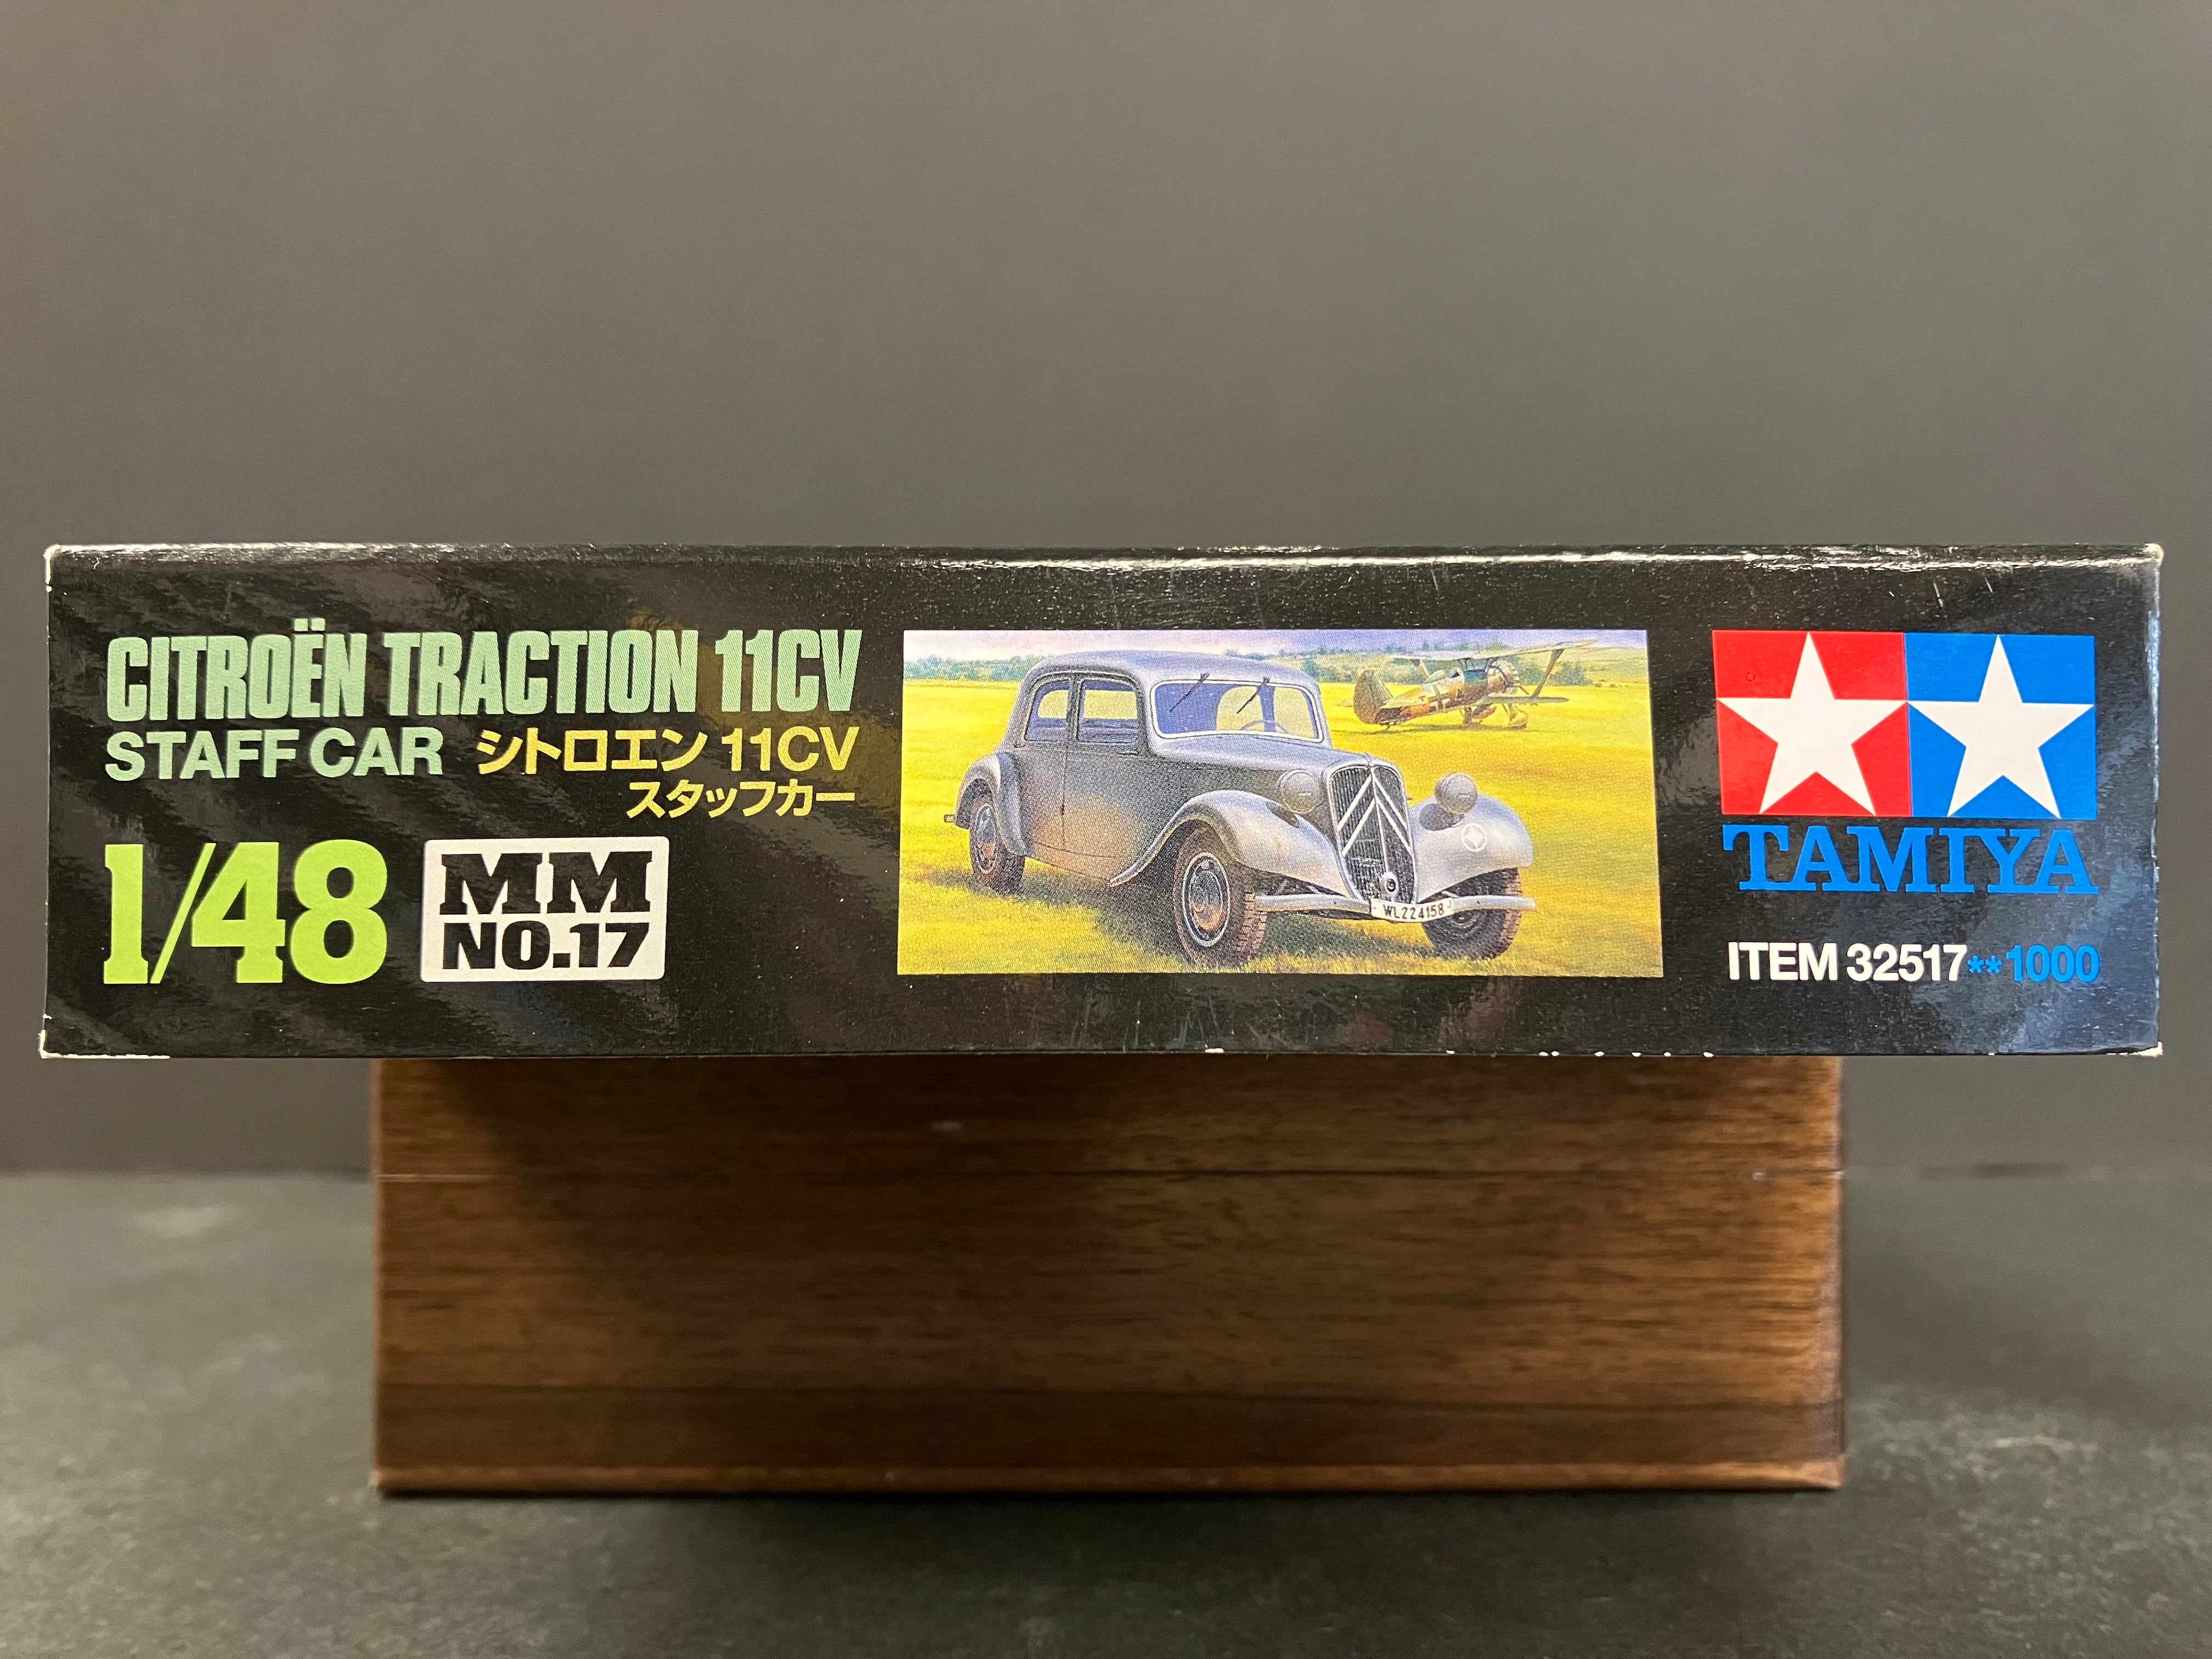 CITROËN TRACTION 11CV
STAFF CAR シトロエン 11CV
スタッフカー
1/48
MM
NO.17
WL224158
TAMIYA
ITEM 32517**1000